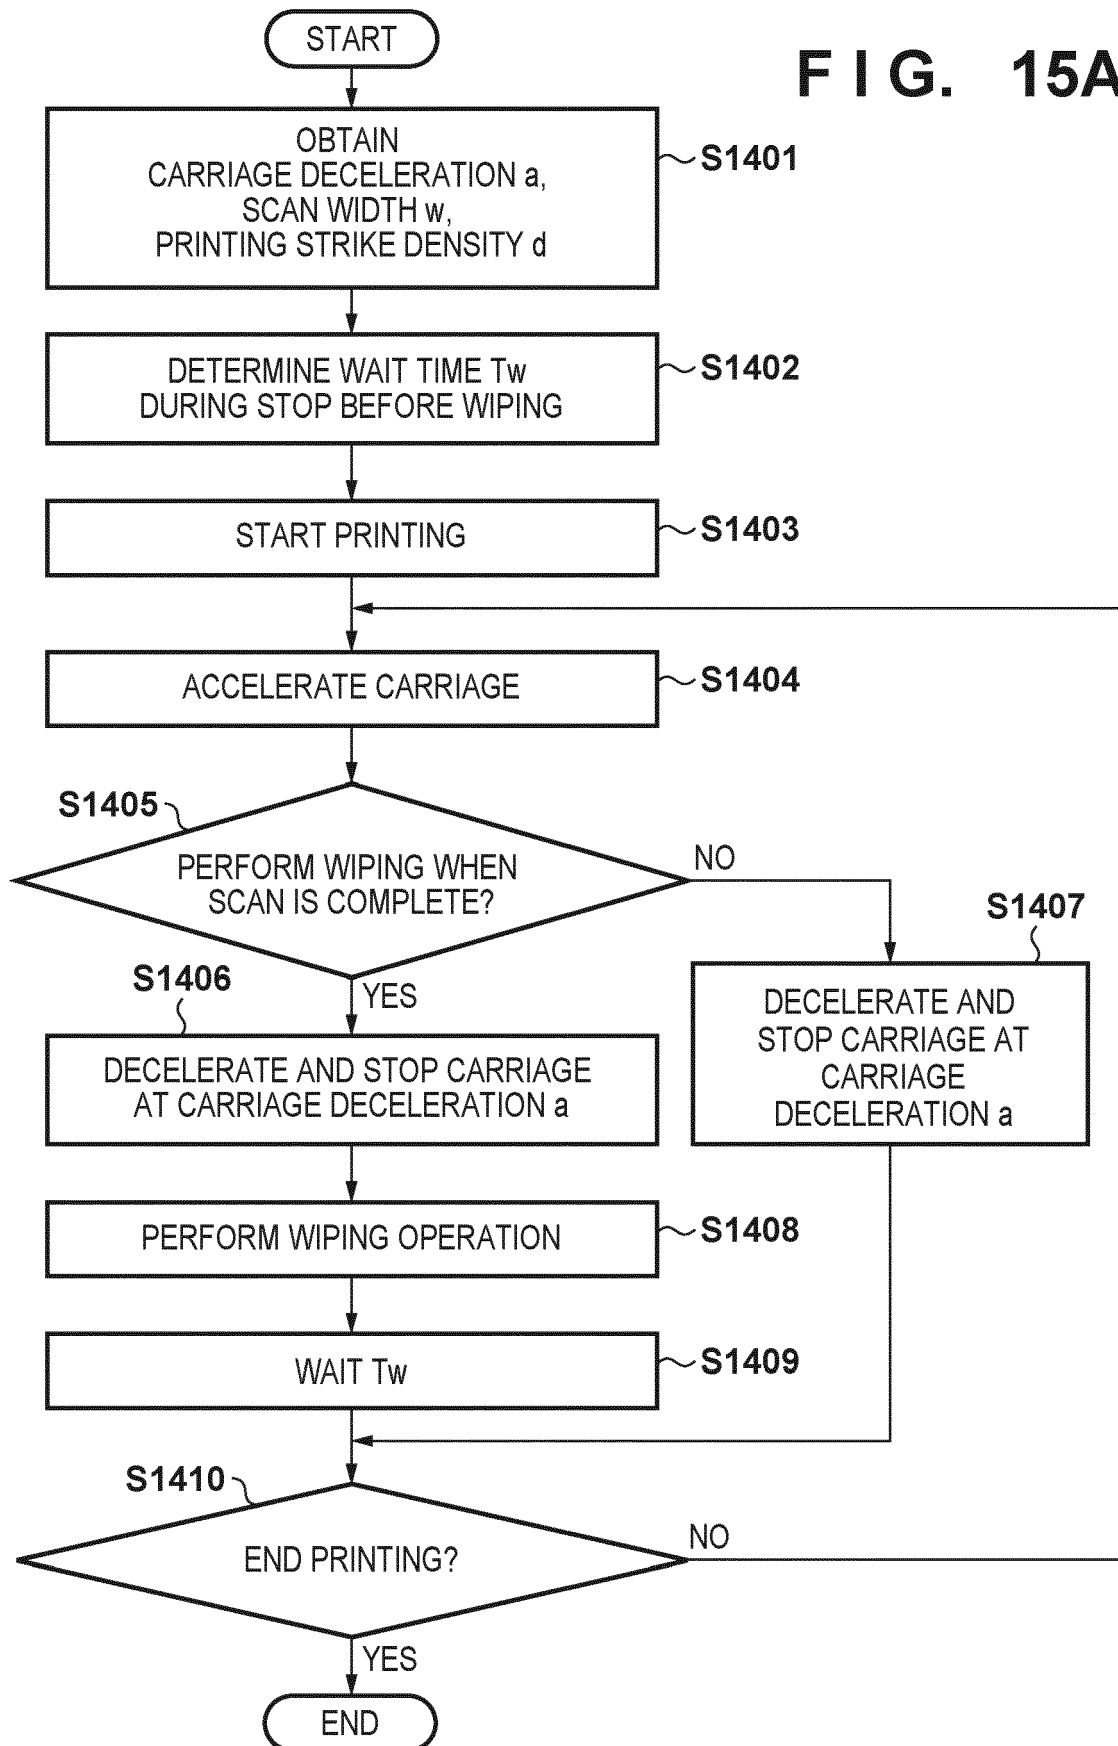 START
F I G. 15A
OBTAIN
CARRIAGE DECELERATION a,
SCAN WIDTH w,
PRINTING STRIKE DENSITY d
S1401
DETERMINE WAIT TIME Tw
DURING STOP BEFORE WIPING
S1402
START PRINTING
S1403
ACCELERATE CARRIAGE
S1404
S1405
PERFORM WIPING WHEN
SCAN IS COMPLETE?
NO
YES
S1406
DECELERATE AND STOP CARRIAGE
AT CARRIAGE DECELERATION a
S1407
DECELERATE AND
STOP CARRIAGE AT
CARRIAGE
DECELERATION a
PERFORM WIPING OPERATION
S1408
WAIT Tw
S1409
S1410
END PRINTING?
NO
YES
END